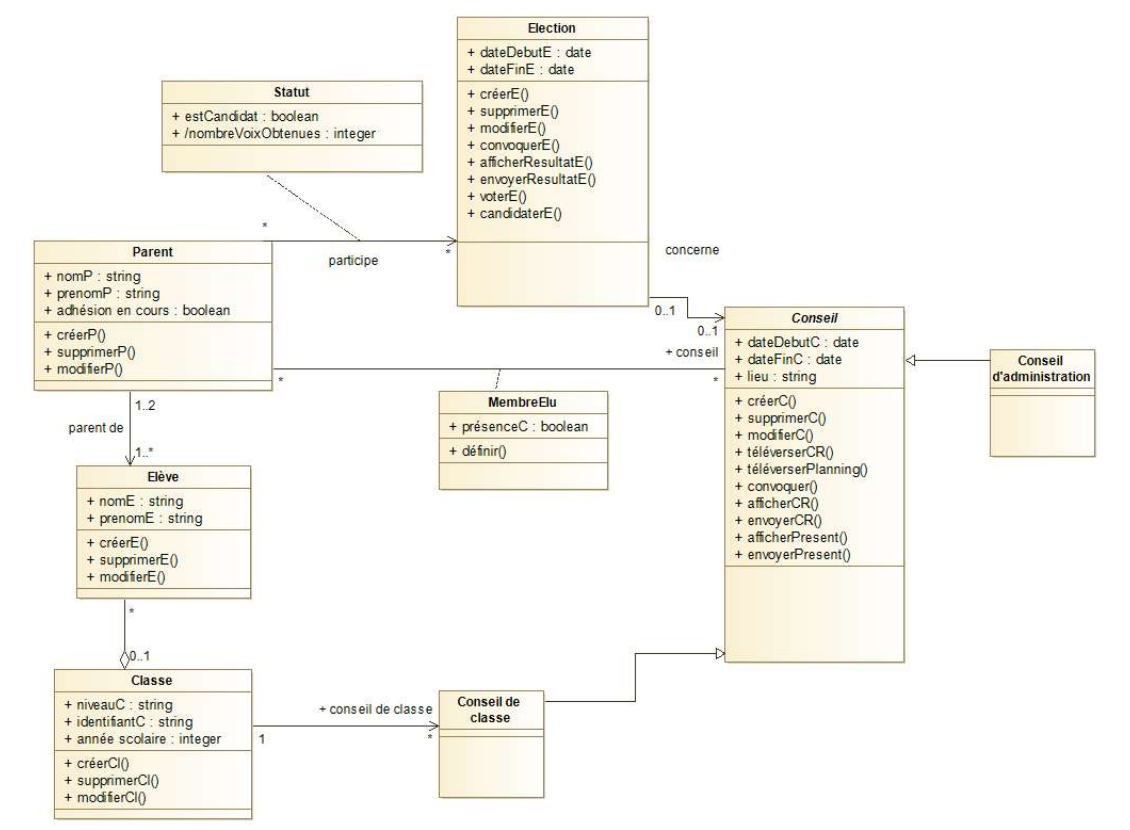 Election
+ dateDebutE : date
+ dateFinE : date
+ créerE()
+ supprimerE()
+ modifierE()
+ convoquerE()
+ afficherResultatE()
+ envoyerResultatE()
+ voterE()
+ candidaterE()
Statut
+ estCandidat : boolean
+ /nombreVoixObtenues : integer
*
participe
*
Parent
+ nomP : string
+ prenomP : string
+ adhésion en cours : boolean
+ créerP()
+ supprimerP()
+ modifierP()
concerne
0..1
0..1
+ conseil
*
*
Conseil
+ dateDebutC : date
+ dateFinC : date
+ lieu : string
+ créerC()
+ supprimerC()
+ modifierC()
+ téléverserCR()
+ téléverserPlanning()
+ convoquer()
+ afficherCR()
+ envoyerCR()
+ afficherPresent()
+ envoyerPresent()
Conseil
d'administration
MembreElu
+ présenceC : boolean
+ définir()
1..2
parent de
1..*
Elève
+ nomE : string
+ prenomE : string
+ créerE()
+ supprimerE()
+ modifierE()
*
0..1
Classe
+ niveauC : string
+ identifiantC : string
+ année scolaire : integer
+ créerCl()
+ supprimerCl()
+ modifierCl()
+ conseil de classe
1
*
Conseil de
classe